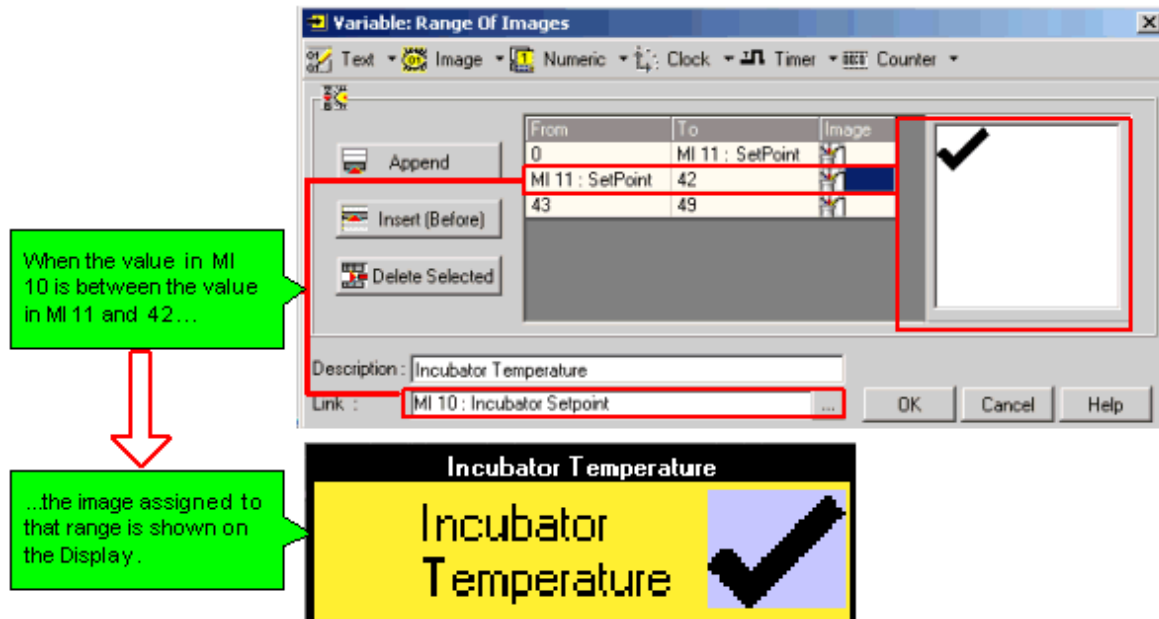 Variable: Range Of Images
Text Image Numeric Clock Timer Counter
From To Image
0 MI 11 : SetPoint
MI 11 : SetPoint 42
43 49
Append
Insert (Before)
Delete Selected
When the value in MI
10 is between the value
in MI 11 and 42...
Description : Incubator Temperature
Link : MI 10 : Incubator Setpoint ... OK Cancel Help
...the image assigned to
that range is shown on
the Display.
Incubator Temperature
Incubator
Temperature